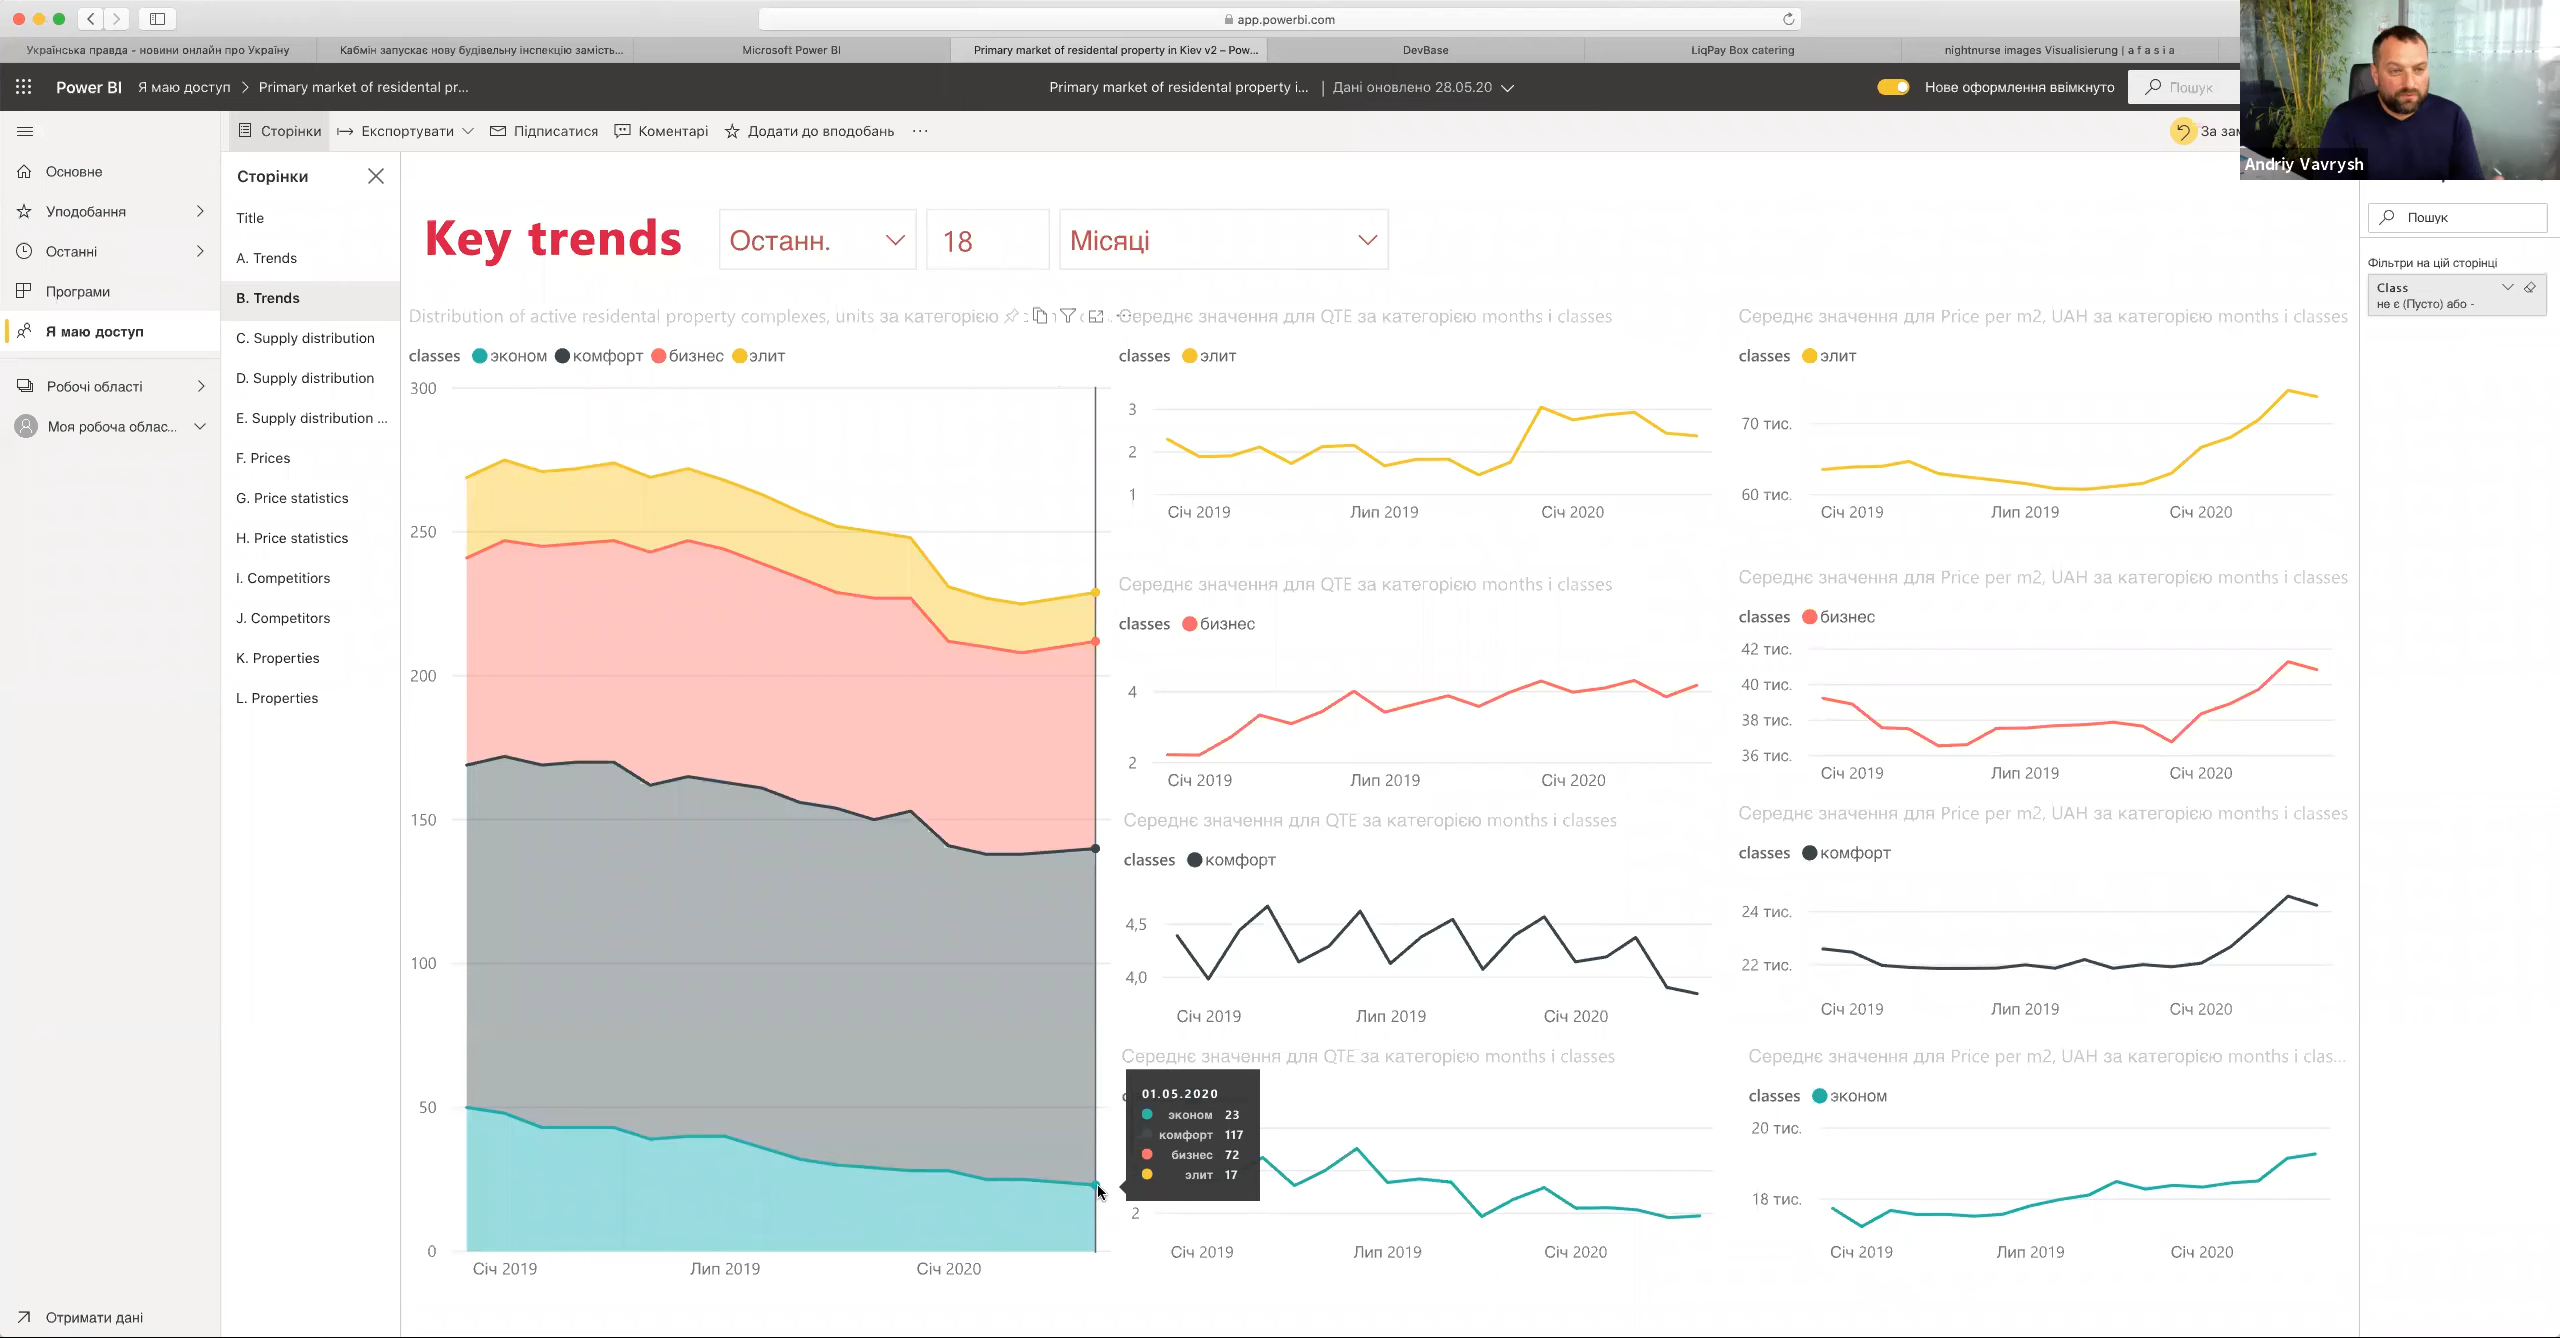 app.powerbi.com
Українська правда - новини онлайн про Україну
Кабмін запускає нову будівельну інспекцію замість...
Microsoft Power BI
Primary market of residental property in Kiev v2 – Pow...
DevBase
LiqPay Box catering
nightnurse images Visualisierung | a f a s i a
Power BI
Я маю доступ > Primary market of residental pr...
Primary market of residental property i... | Дані оновлено 28.05.20
Нове оформлення ввімкнуто
Пошук
Andriy Vavrysh
Сторінки
Експортувати
Підписатися
Коментарі
Додати до вподобань
За зам
Основне
Уподобання
Останні
Програми
Я маю доступ
Робочі області
Моя робоча облас...
Отримати дані
Сторінки
Title
A. Trends
B. Trends
C. Supply distribution
D. Supply distribution
E. Supply distribution ...
F. Prices
G. Price statistics
H. Price statistics
I. Competitiors
J. Competitors
K. Properties
L. Properties
Key trends
Останн.
18
Місяці
Distribution of active residental property complexes, units за категорією
classes эконом комфорт бизнес элит
300
250
200
150
100
50
0
Січ 2019 Лип 2019 Січ 2020
Середнє значення для QTE за категорією months і classes
classes элит
3
2
1
Січ 2019 Лип 2019 Січ 2020
Середнє значення для QTE за категорією months і classes
classes бизнес
4
2
Січ 2019 Лип 2019 Січ 2020
Середнє значення для QTE за категорією months і classes
classes комфорт
4,5
4,0
Січ 2019 Лип 2019 Січ 2020
Середнє значення для QTE за категорією months і classes
01.05.2020
эконом 23
комфорт 117
бизнес 72
элит 17
2
Січ 2019 Лип 2019 Січ 2020
Середнє значення для Price per m2, UAH за категорією months і classes
classes элит
70 тис.
60 тис.
Січ 2019 Лип 2019 Січ 2020
Середнє значення для Price per m2, UAH за категорією months і classes
classes бизнес
42 тис.
40 тис.
38 тис.
36 тис.
Січ 2019 Лип 2019 Січ 2020
Середнє значення для Price per m2, UAH за категорією months і classes
classes комфорт
24 тис.
22 тис.
Січ 2019 Лип 2019 Січ 2020
Середнє значення для Price per m2, UAH за категорією months і clas...
classes эконом
20 тис.
18 тис.
Січ 2019 Лип 2019 Січ 2020
Пошук
Фільтри на цій сторінці
Class
не є (Пусто) або -